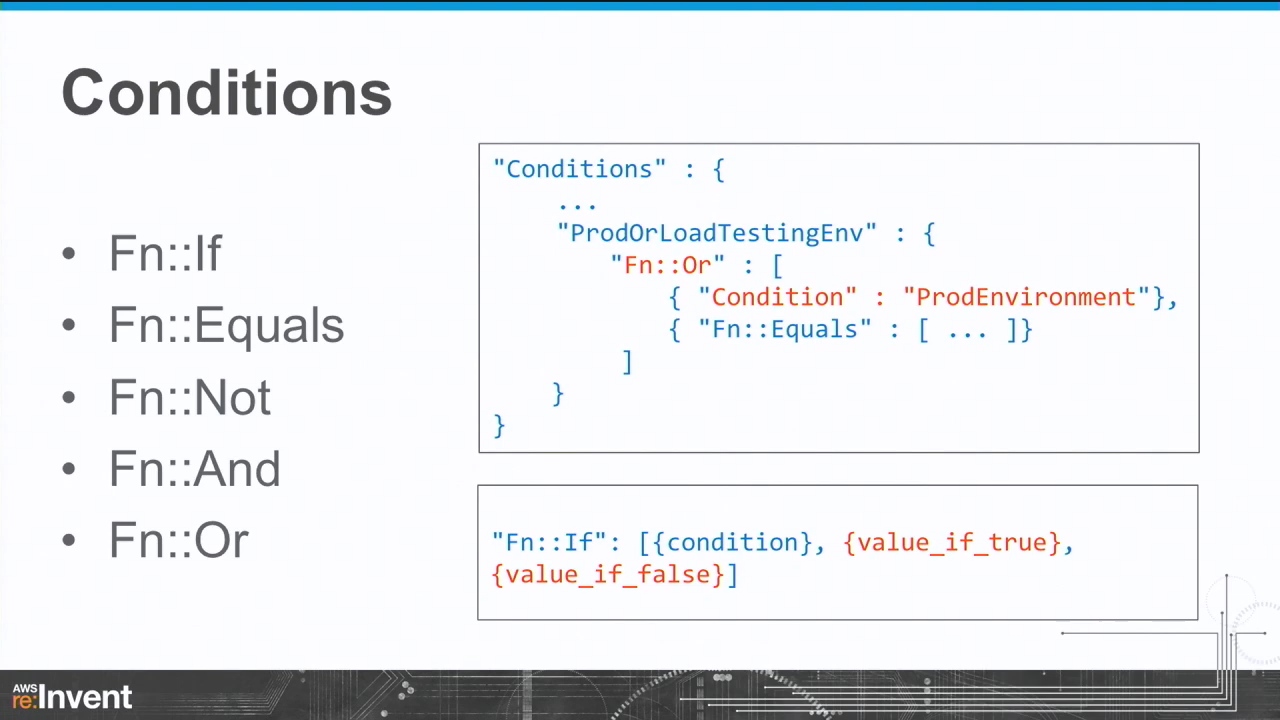 Conditions
• Fn::If
• Fn::Equals
• Fn::Not
• Fn::And
• Fn::Or
"Conditions" : {
...
"ProdOrLoadTestingEnv" : {
"Fn::Or" : [
{ "Condition" : "ProdEnvironment"},
{ "Fn::Equals" : [ ... ]}
]
}
}
"Fn::If": [{condition}, {value_if_true},
{value_if_false}]
AWS
re:Invent